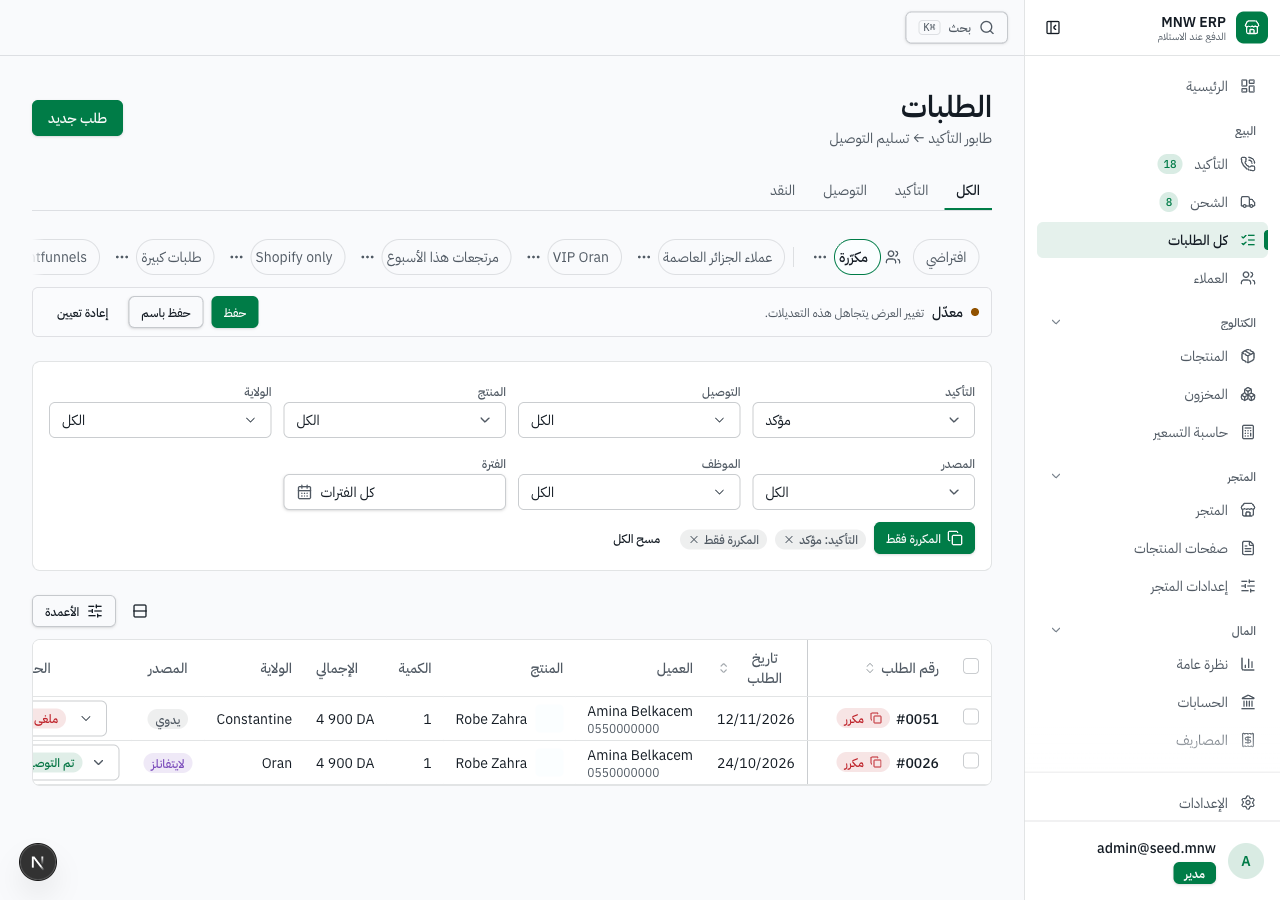 MNW ERP
الدفع عند الاستلام
بحث
⌘K
الرئيسية
البيع
التأكيد 18
الشحن 8
كل الطلبات
العملاء
الكتالوج
المنتجات
المخزون
حاسبة التسعير
المتجر
المتجر
صفحات المنتجات
إعدادات المتجر
المال
نظرة عامة
الحسابات
المصاريف
الإعدادات
admin@seed.mnw
A
مدير
الطلبات
طابور التأكيد ← تسليم التوصيل
طلب جديد
الكل التأكيد التوصيل النقد
افتراضي مكرّرة عملاء الجزائر العاصمة VIP Oran مرتجعات هذا الأسبوع Shopify only طلبات كبيرة
معدّل تغيير العرض يتجاهل هذه التعديلات. حفظ حفظ باسم إعادة تعيين
التأكيد التوصيل المنتج الولاية
مؤكد الكل الكل الكل
المصدر الموظف الفترة
الكل الكل كل الفترات
المكررة فقط التأكيد: مؤكد × المكررة فقط × مسح الكل
الأعمدة
رقم الطلب تاريخ الطلب العميل المنتج الكمية الإجمالي الولاية المصدر
#0051 مكرر 12/11/2026 Amina Belkacem 0550000000 Robe Zahra 1 4 900 DA Constantine يدوي ملغى
#0026 مكرر 24/10/2026 Amina Belkacem 0550000000 Robe Zahra 1 4 900 DA Oran لايتفانلز تم
N